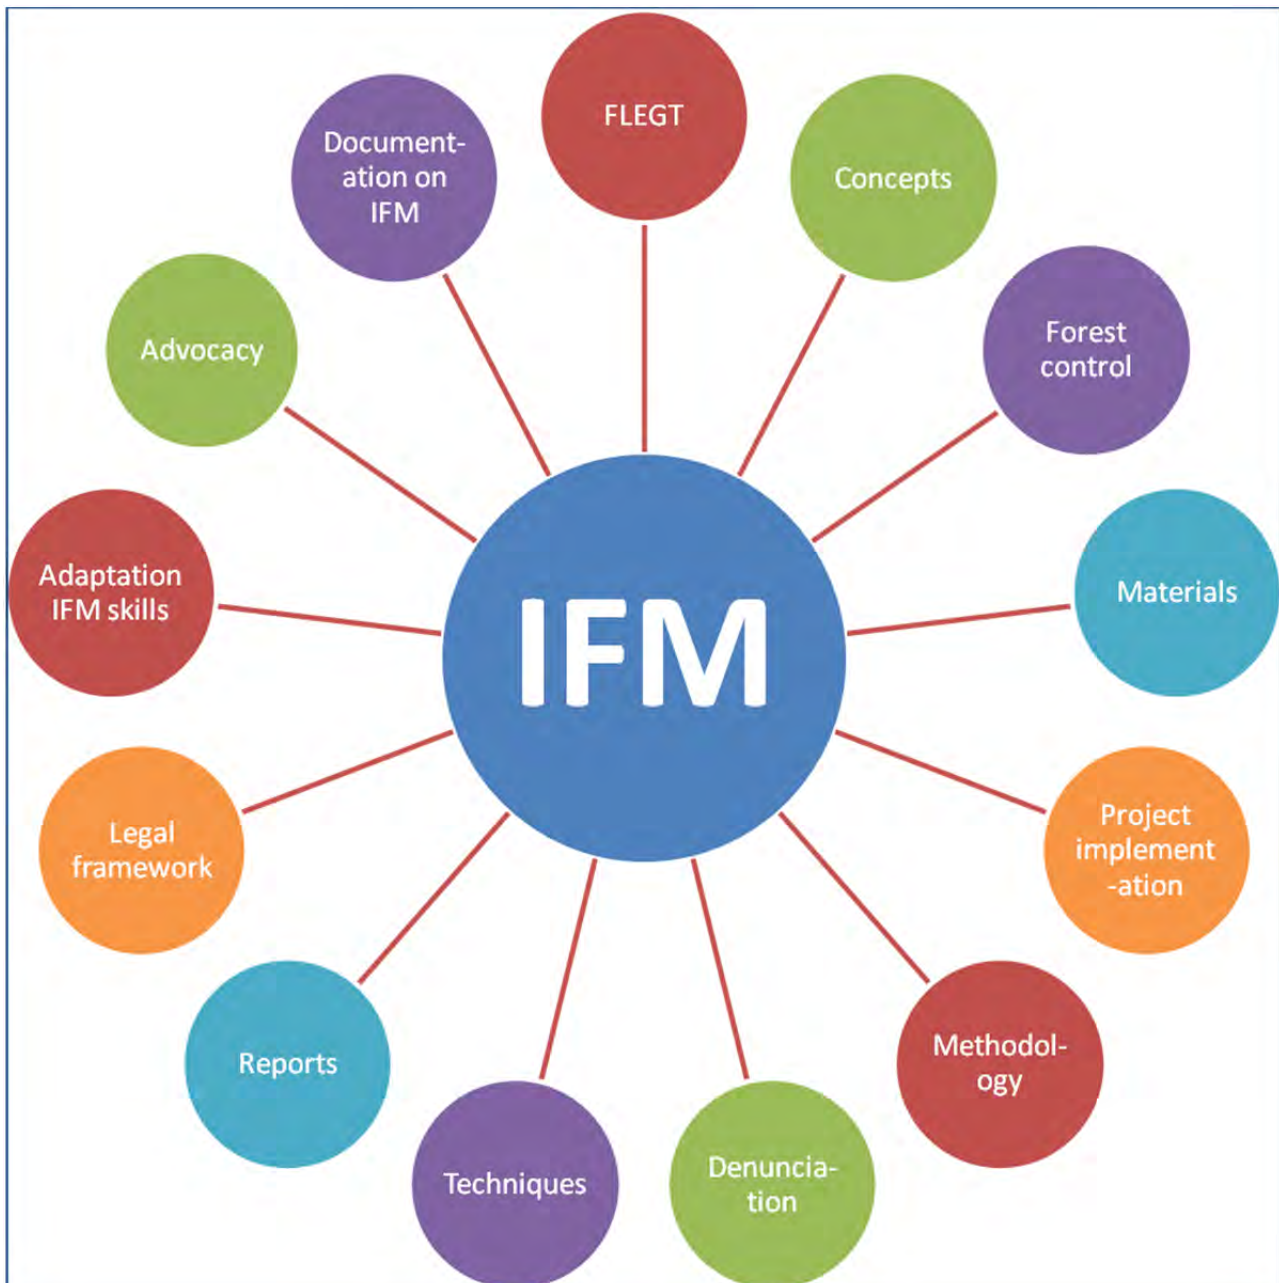 FLEGT
Concepts
Forest
control
Materials
Project
implement
-ation
Methodol-
ogy
Denuncia-
tion
Techniques
Reports
Legal
framework
Adaptation
IFM skills
Advocacy
Document-
ation on
IFM
IFM